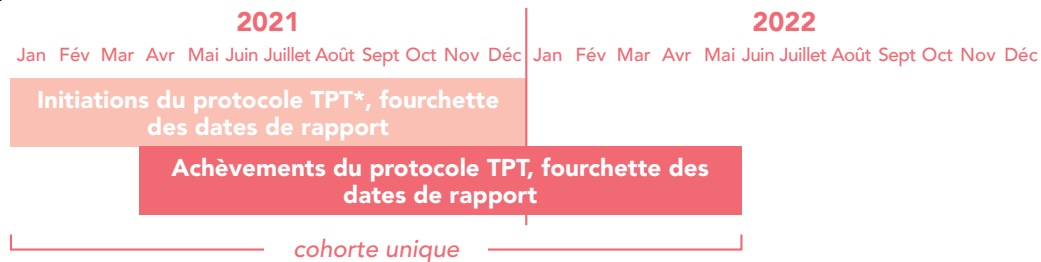 2021 2022
Jan Fév Mar Avr Mai Juin Juillet Août Sept Oct Nov Déc Jan Fév Mar Avr Mai Juin Juillet Août Sept Oct Nov Déc
Initiations du protocole TPT*, fourchette
des dates de rapport
Achèvements du protocole TPT, fourchette des
dates de rapport
cohorte unique